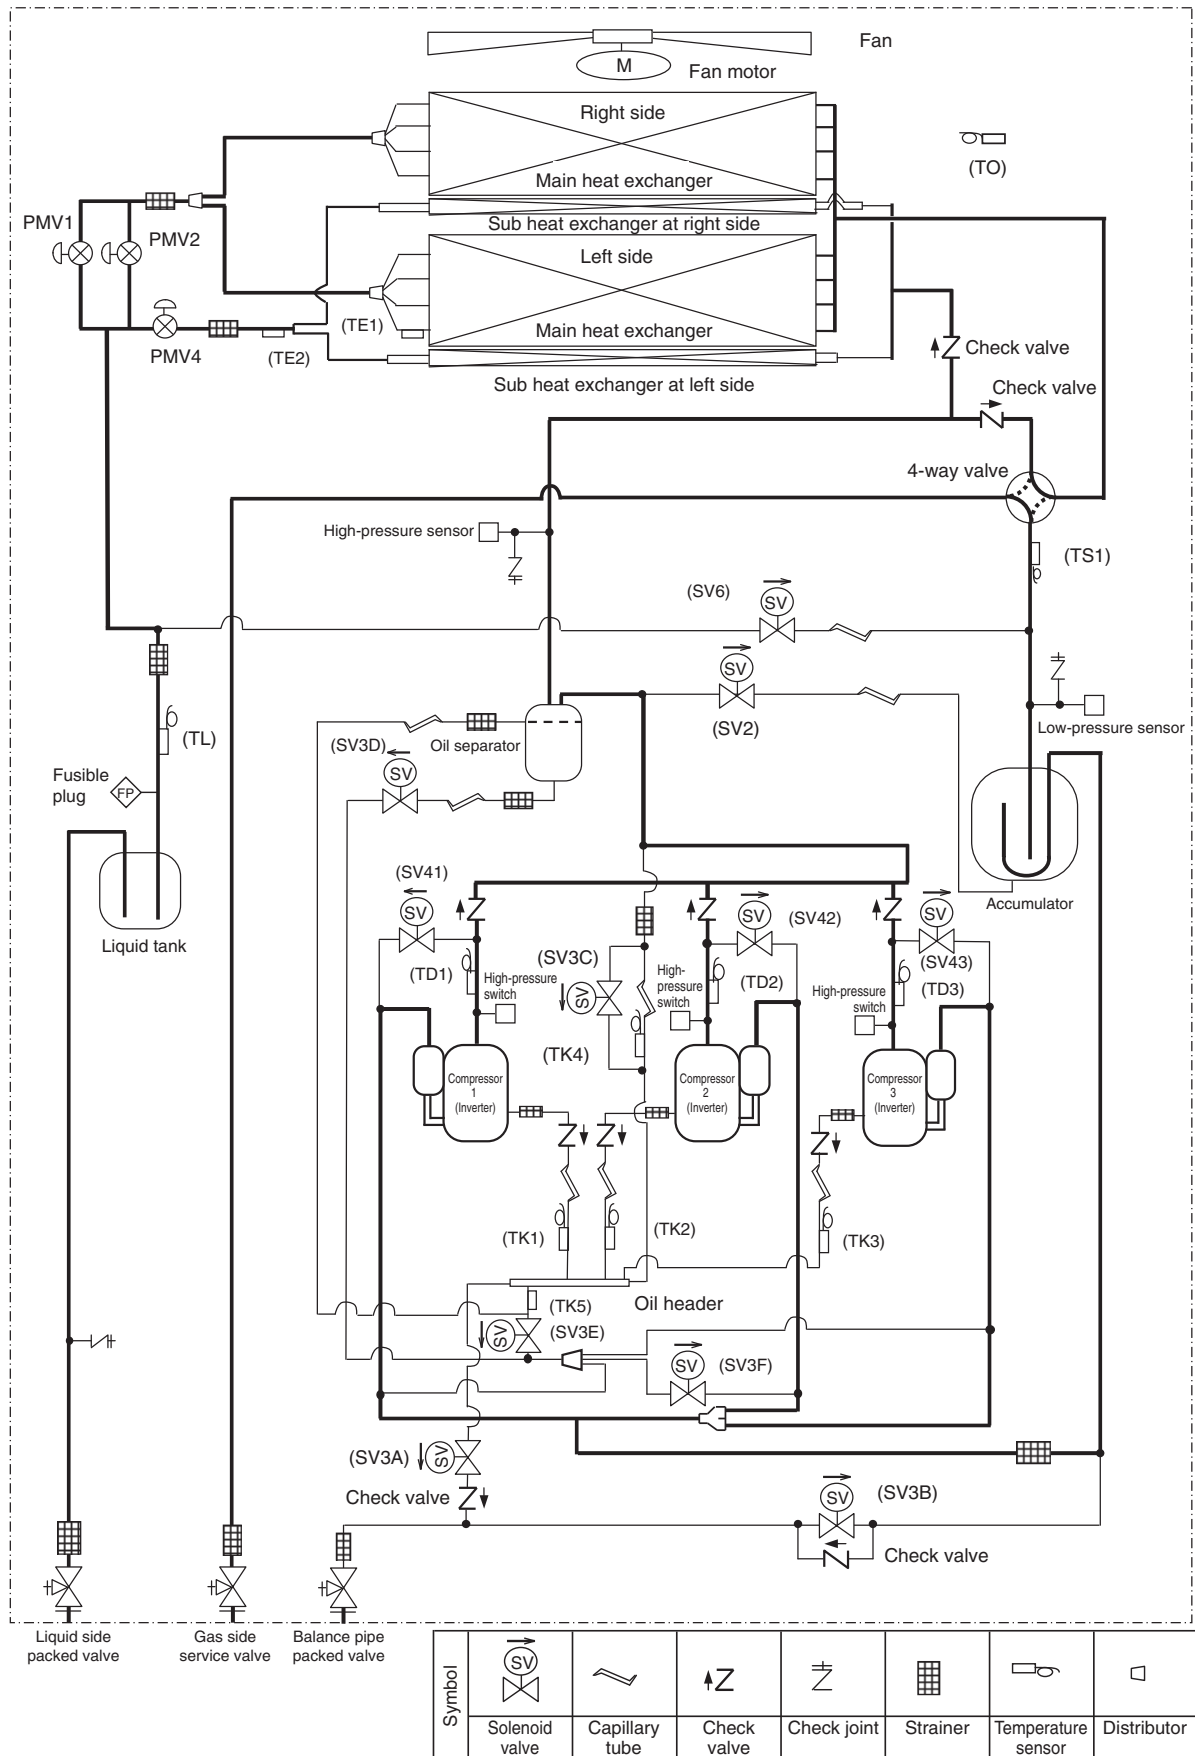 Fan
M
Fan motor
Right side
Main heat exchanger
(TO)
Sub heat exchanger at right side
PMV1
PMV2
Left side
(TE1)
Main heat exchanger
PMV4
(TE2)
Sub heat exchanger at left side
Check valve
Check valve
4-way valve
High-pressure sensor
(TS1)
(SV6)
SV
SV
(SV2)
(TL)
(SV3D)
Oil separator
Low-pressure sensor
SV
Fusible
plug
FP
Liquid tank
(SV41)
SV
SV
(SV42)
SV
(SV43)
Accumulator
(TD1)
High-pressure
switch
(SV3C)
SV
High-
pressure
switch
(TD2)
High-pressure
switch
(TD3)
(TK4)
Compressor
1
(Inverter)
Compressor
2
(Inverter)
Compressor
3
(Inverter)
(TK1)
(TK2)
(TK3)
(TK5)
Oil header
SV
(SV3E)
SV
(SV3F)
(SV3A)
SV
Check valve
SV
(SV3B)
Check valve
Liquid side
packed valve
Gas side
service valve
Balance pipe
packed valve
Symbol
SV
Solenoid
valve
Capillary
tube
Check
valve
Check joint
Strainer
Temperature
sensor
Distributor